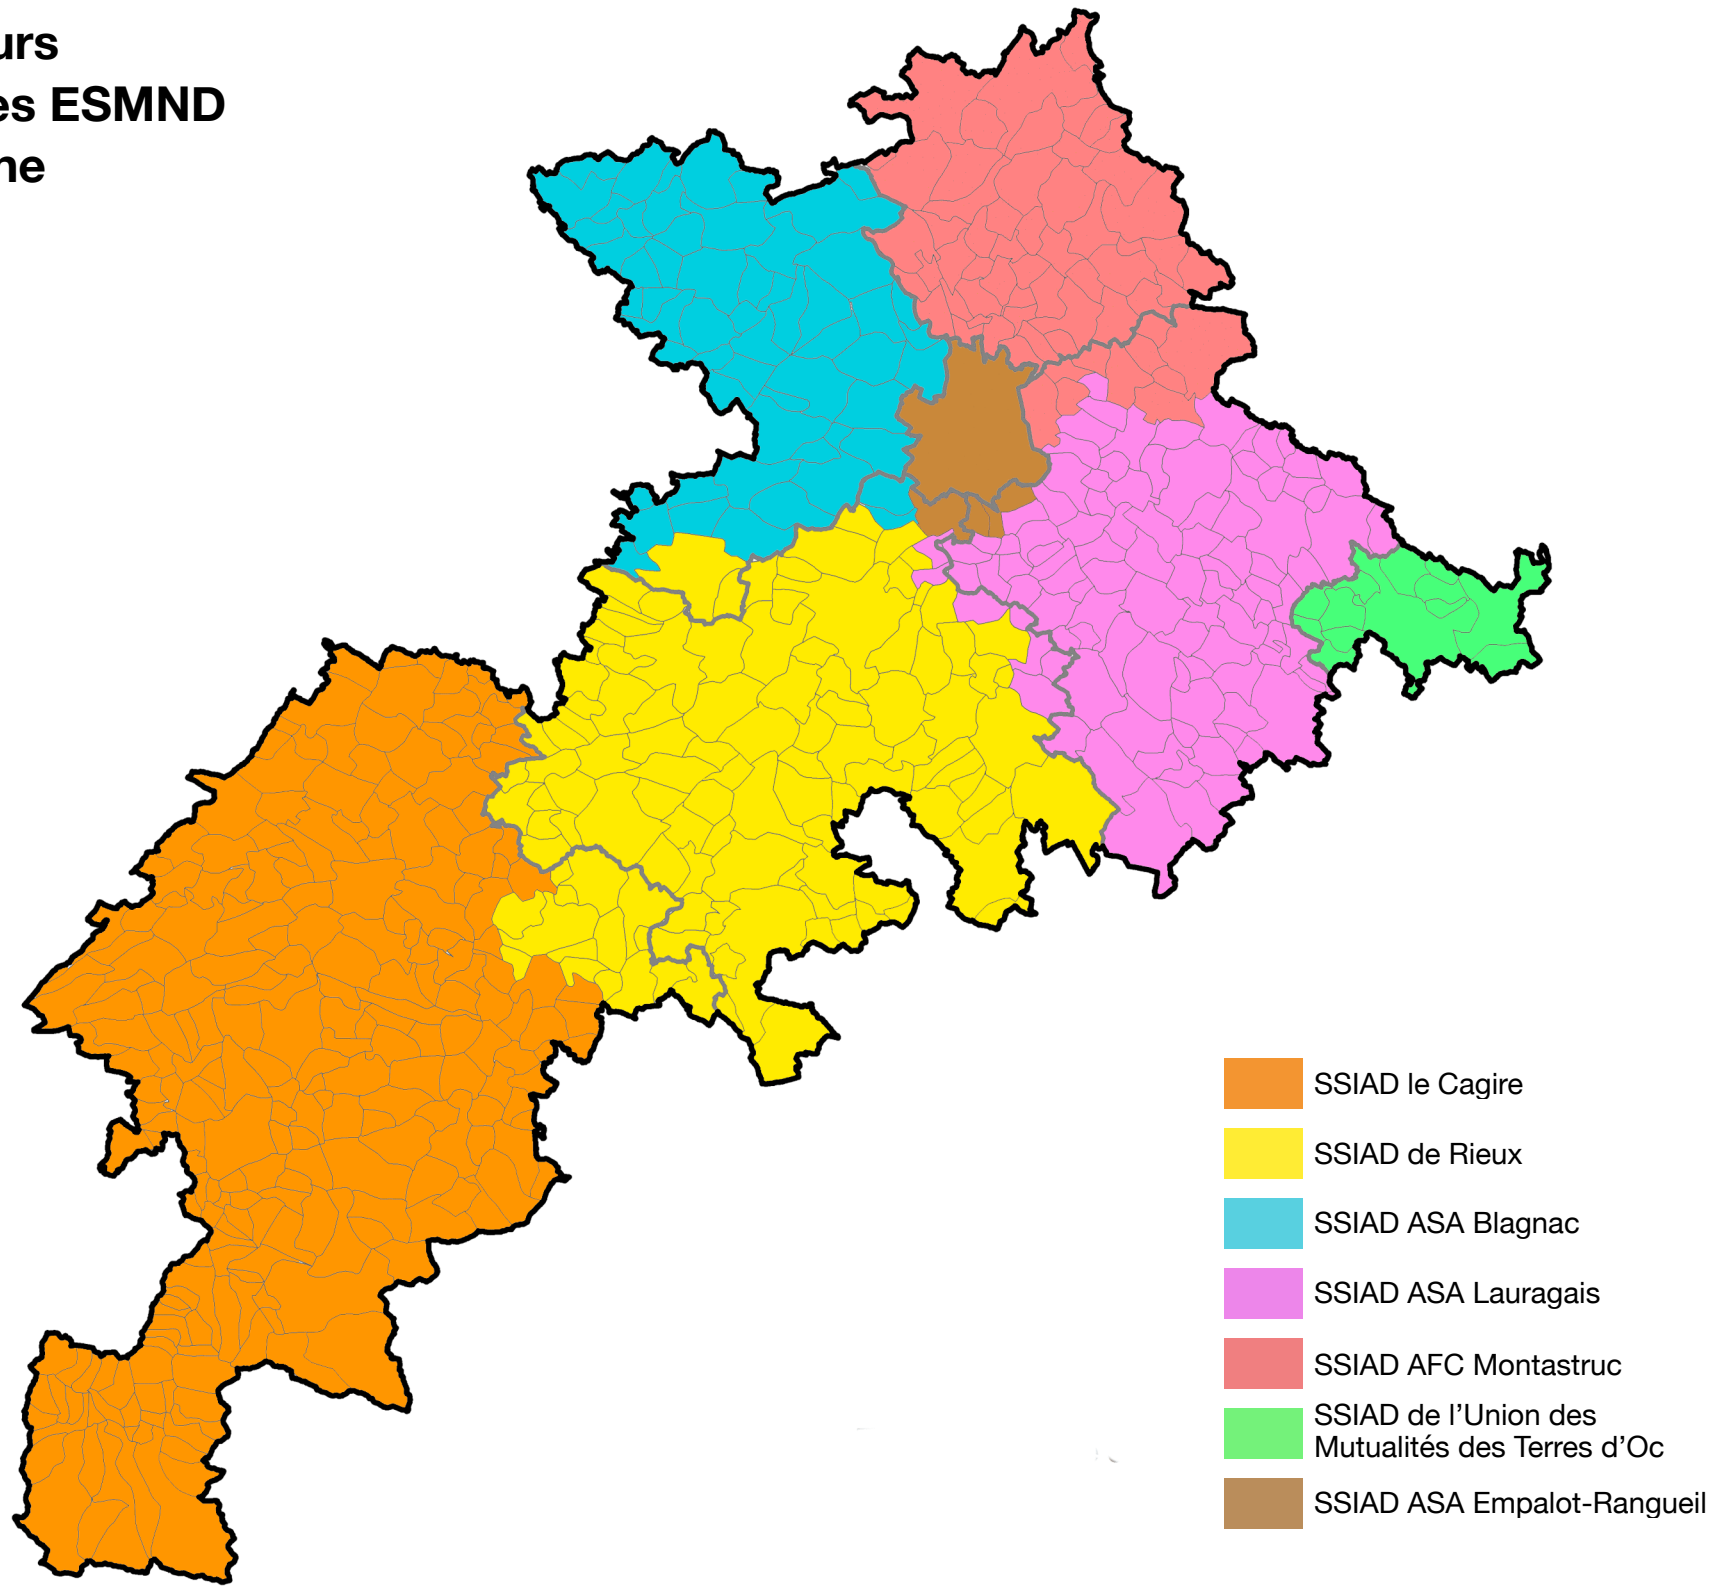 urs
es ESMND
ne
SSIAD le Cagire
SSIAD de Rieux
SSIAD ASA Blagnac
SSIAD ASA Lauragais
SSIAD AFC Montastruc
SSIAD de l’Union des
Mutualités des Terres d’Oc
SSIAD ASA Empalot-Rangueil